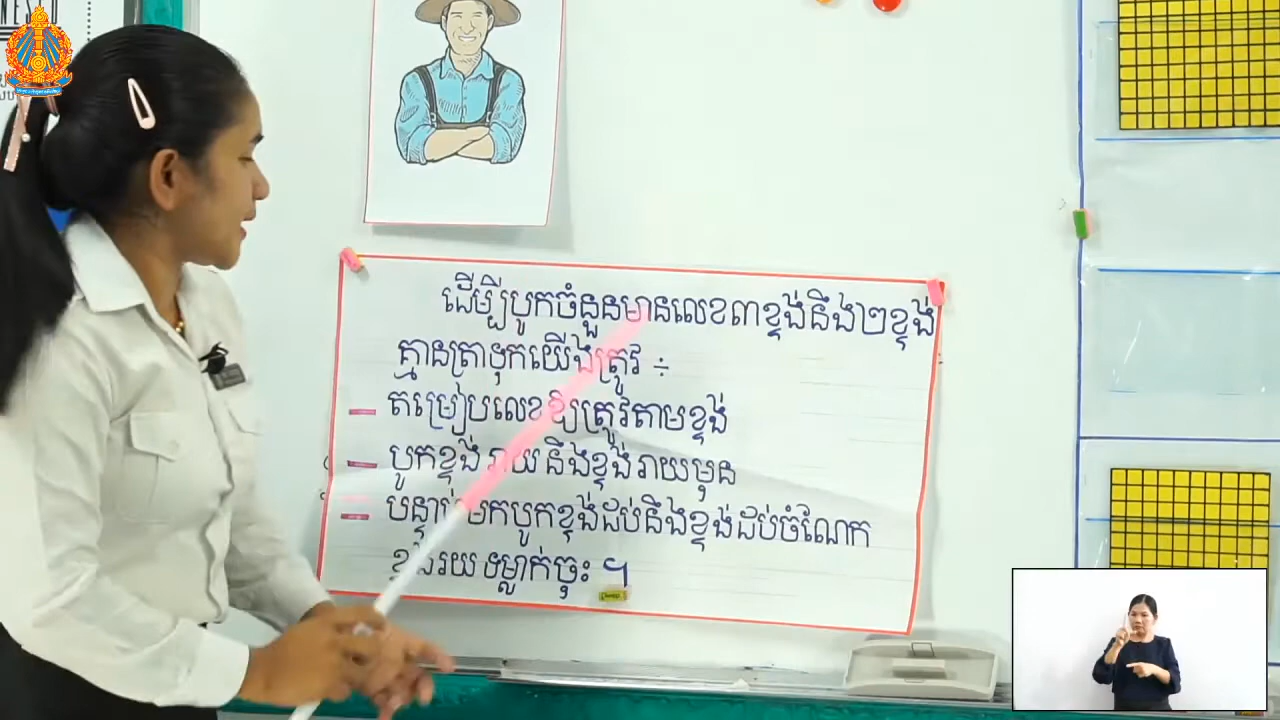 ដើម្បីបូកចំនួនមានលេខ៣ខ្ទង់និង២ខ្ទង់
គ្មានត្រាទុកយើងត្រូវ ÷
តម្រៀបលេខឱ្យត្រូវតាមខ្ទង់
បូកខ្ទង់ រាយ និងខ្ទង់ រាយមុន
បន្ទាប់មកបូកខ្ទង់ដប់និងខ្ទង់ ដប់ចំណែក
ខ្ទង់រយ ទម្លាក់ចុះ ។